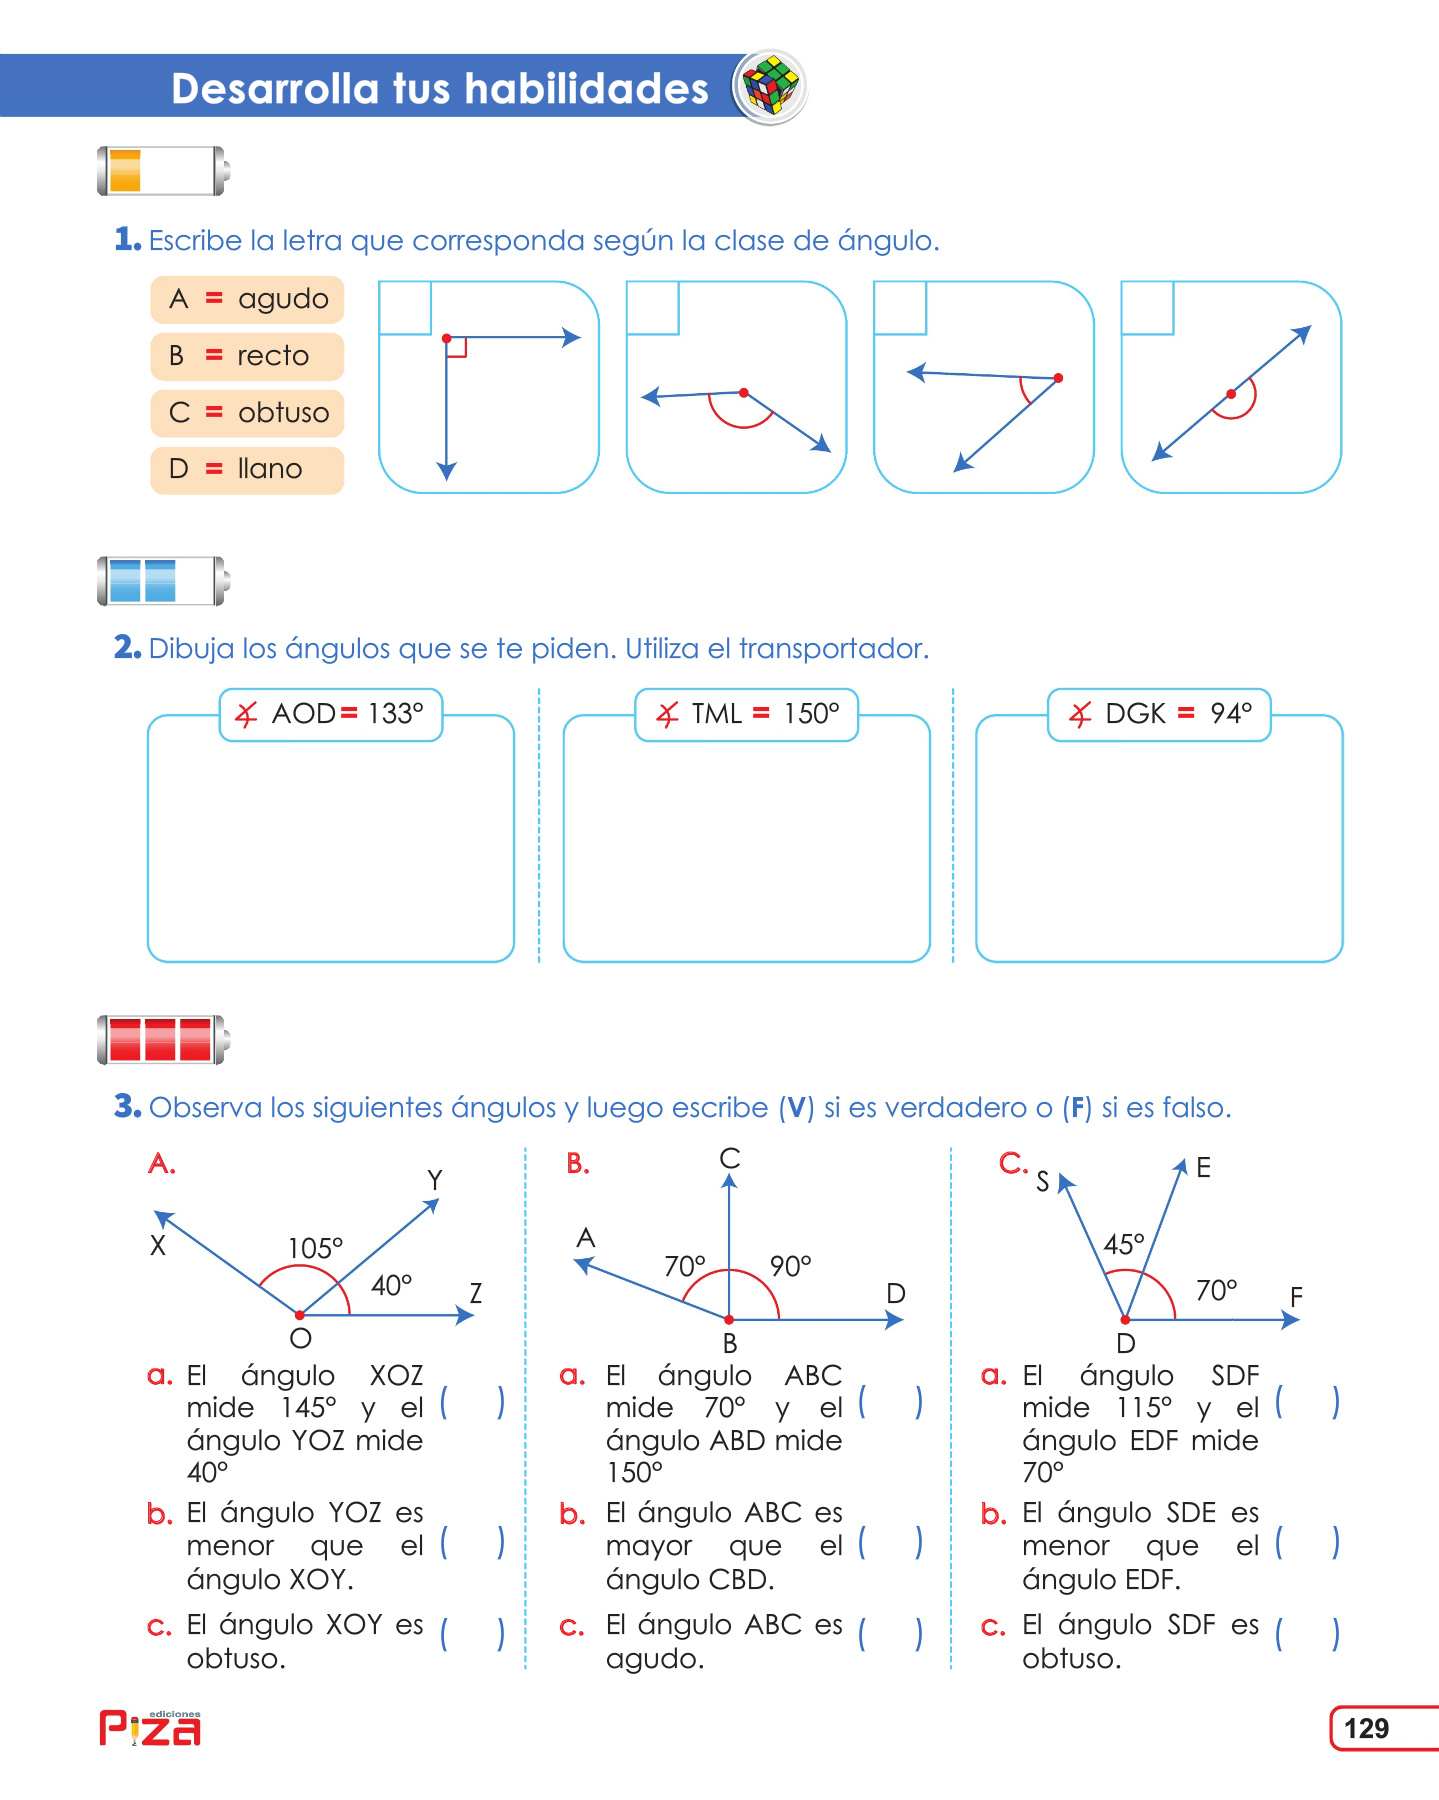 Desarrolla tus habilidades
1. Escribe la letra que corresponda según la clase de ángulo.
A = agudo
B = recto
C = obtuso
D = llano
2. Dibuja los ángulos que se te piden. Utiliza el transportador.
∡ AOD = 133°
∡ TML = 150°
∡ DGK = 94°
3. Observa los siguientes ángulos y luego escribe (V) si es verdadero o (F) si es falso.
A.
X
Y
105°
40°
Z
O
a. El ángulo XOZ
mide 145° y el ( )
ángulo YOZ mide
40°
b. El ángulo YOZ es
menor que el ( )
ángulo XOY.
c. El ángulo XOY es ( )
obtuso.
B.
C
A
70°
90°
D
B
a. El ángulo ABC
mide 70° y el ( )
ángulo ABD mide
150°
b. El ángulo ABC es
mayor que el ( )
ángulo CBD.
c. El ángulo ABC es ( )
agudo.
C.
S
E
45°
70°
F
D
a. El ángulo SDF
mide 115° y el ( )
ángulo EDF mide
70°
b. El ángulo SDE es
menor que el ( )
ángulo EDF.
c. El ángulo SDF es ( )
obtuso.
ediciones
Piza
129